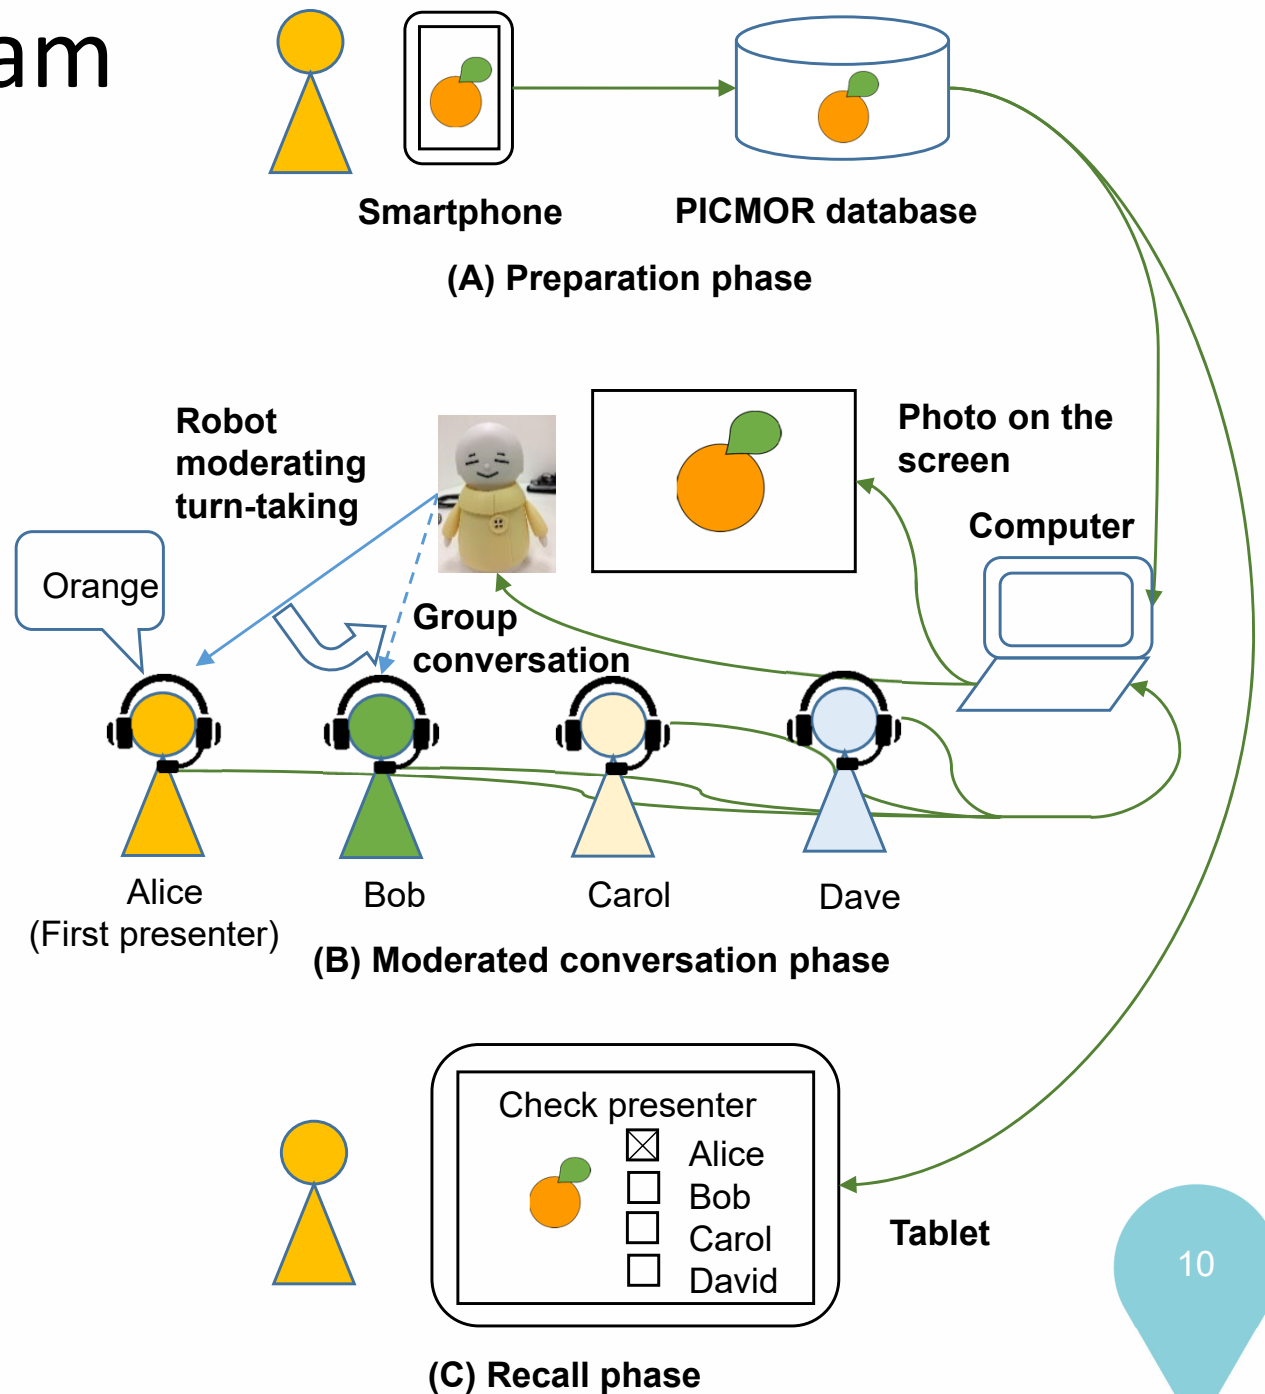 am
Smartphone
PICMOR database
(A) Preparation phase
Robot
moderating
turn-taking
Photo on the
screen
Computer
Orange
Group
conversation
Alice
(First presenter)
Bob
Carol
Dave
(B) Moderated conversation phase
Check presenter
Alice
Bob
Carol
David
Tablet
10
(C) Recall phase